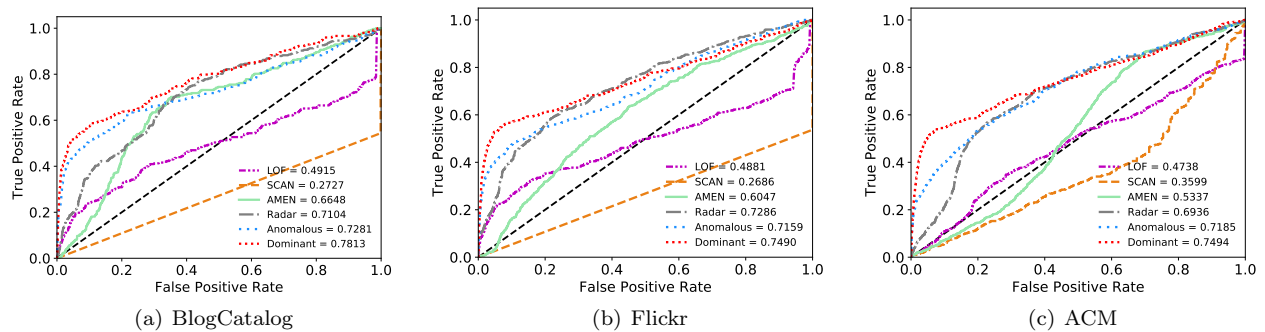 True Positive Rate
1.0
0.8
0.6
0.4
0.2
0.0
LOF = 0.4915
SCAN = 0.2727
AMEN = 0.6648
Radar = 0.7104
Anomalous = 0.7281
Dominant = 0.7813
0.0 0.2 0.4 0.6 0.8 1.0
False Positive Rate
(a) BlogCatalog
True Positive Rate
1.0
0.8
0.6
0.4
0.2
0.0
LOF = 0.4881
SCAN = 0.2686
AMEN = 0.6047
Radar = 0.7286
Anomalous = 0.7159
Dominant = 0.7490
0.0 0.2 0.4 0.6 0.8 1.0
False Positive Rate
(b) Flickr
True Positive Rate
1.0
0.8
0.6
0.4
0.2
0.0
LOF = 0.4738
SCAN = 0.3599
AMEN = 0.5337
Radar = 0.6936
Anomalous = 0.7185
Dominant = 0.7494
0.0 0.2 0.4 0.6 0.8 1.0
False Positive Rate
(c) ACM